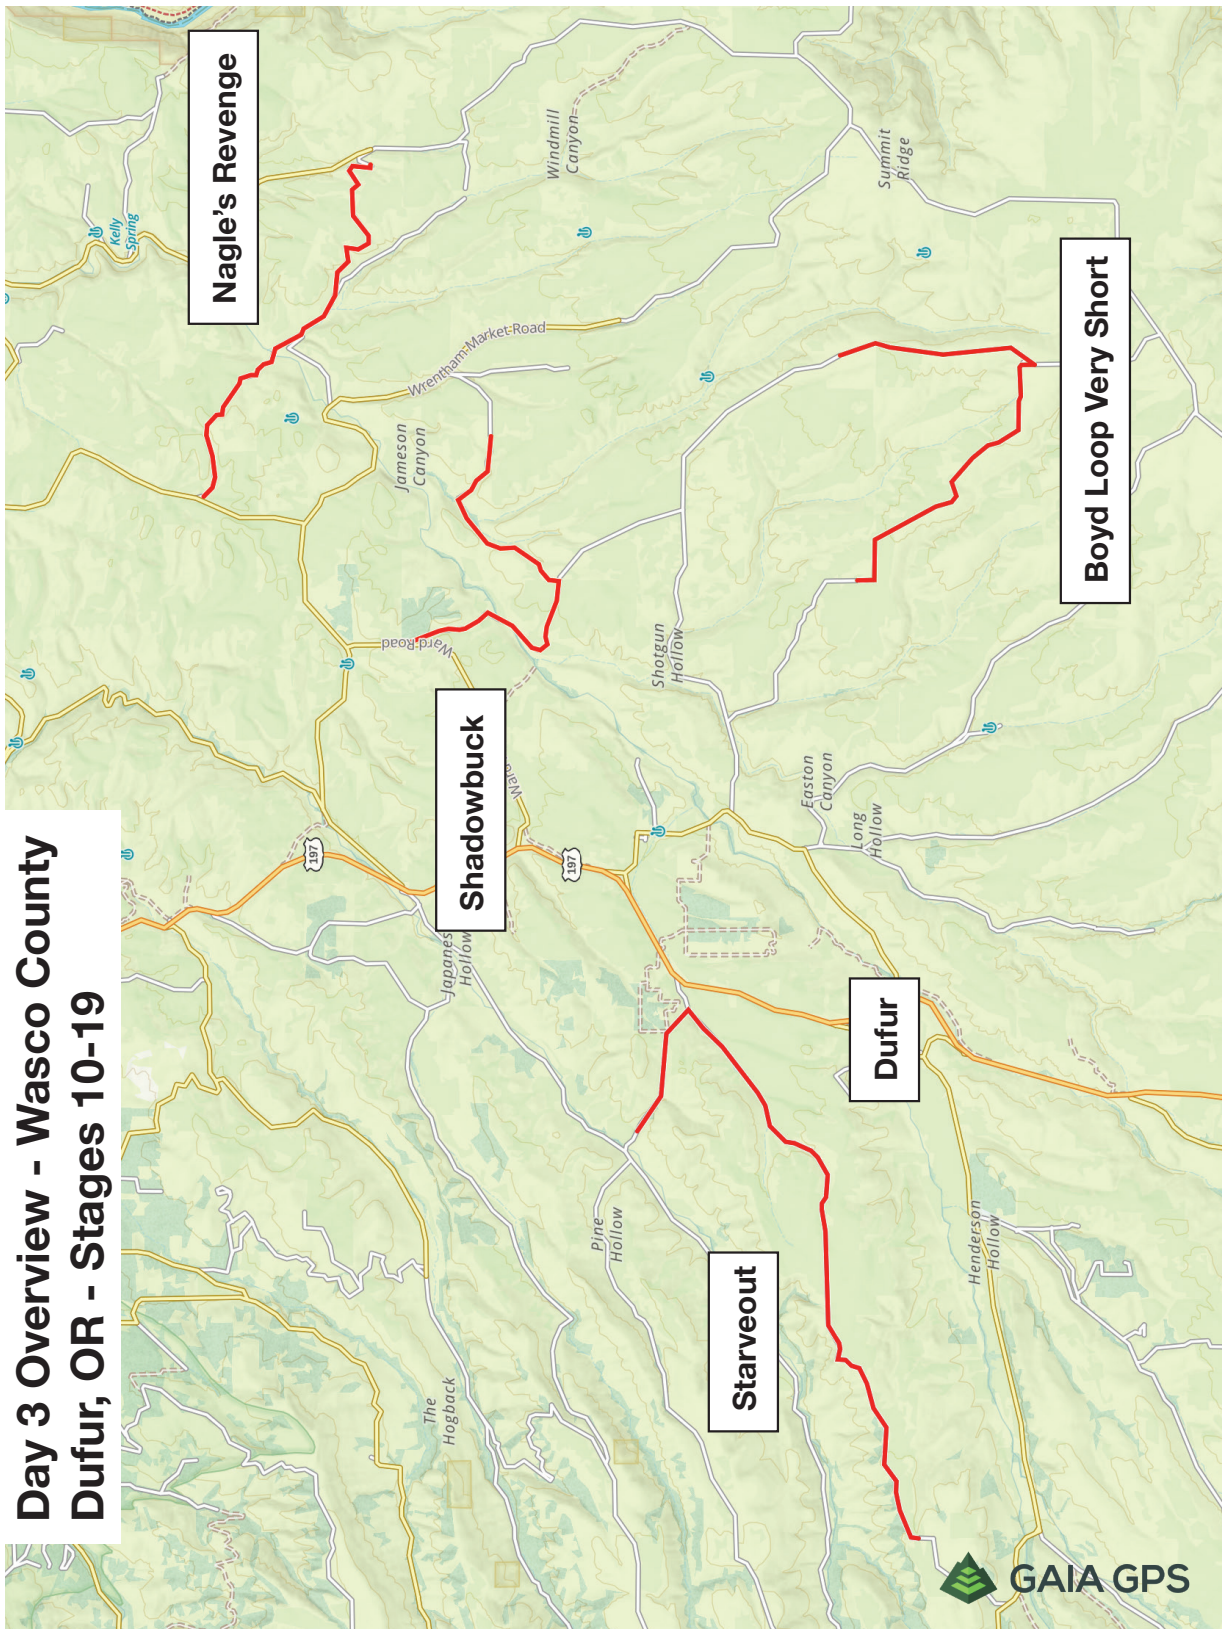 Day 3 Overview - Wasco County
Dufur, OR - Stages 10-19
Nagle's Revenge
Shadowbuck
Boyd Loop Very Short
Dufur
Starveout
Kelly
Spring
Windmill
Canyon
Summit
Ridge
Wrentham Market Road
Jameson
Canyon
Ward Road
Ward
Shotgun
Hollow
Easton
Canyon
Long
Hollow
197
197
Japanes
Hollow
Pine
Hollow
Henderson
Hollow
The
Hogback
GAIA GPS